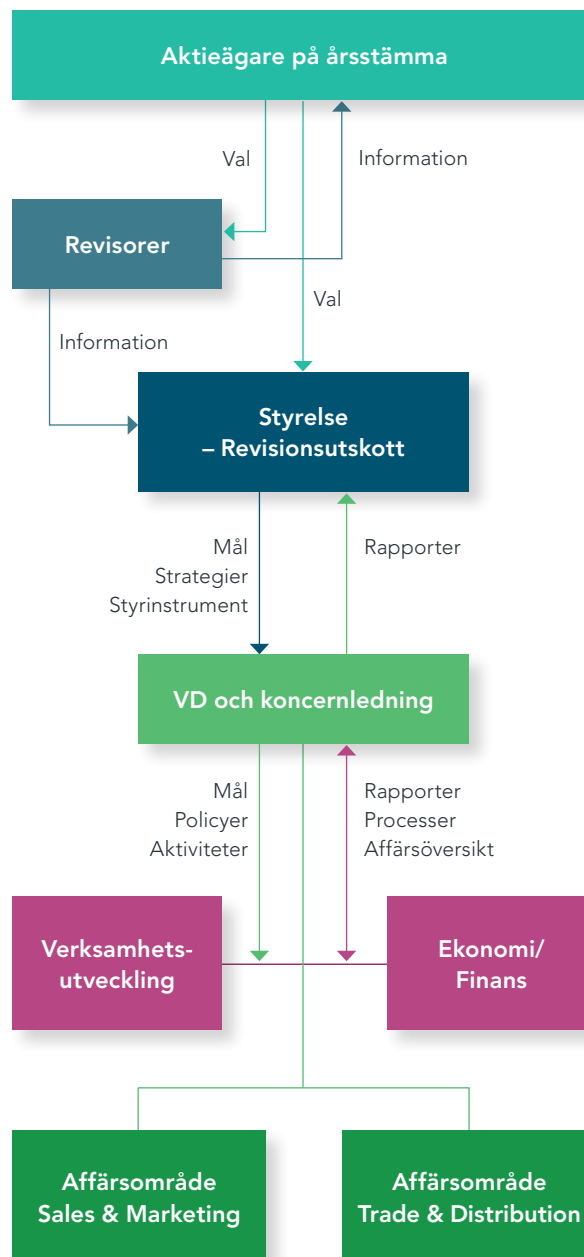 Aktieägare på årsstämma
Val
Information
Revisorer
Val
Information
Styrelse
– Revisionsutskott
Mål
Strategier
Styrinstrument
Rapporter
VD och koncernledning
Mål
Policyer
Aktiviteter
Rapporter
Processer
Affärsöversikt
Verksamhets-
utveckling
Ekonomi/
Finans
Affärsområde
Sales & Marketing
Affärsområde
Trade & Distribution